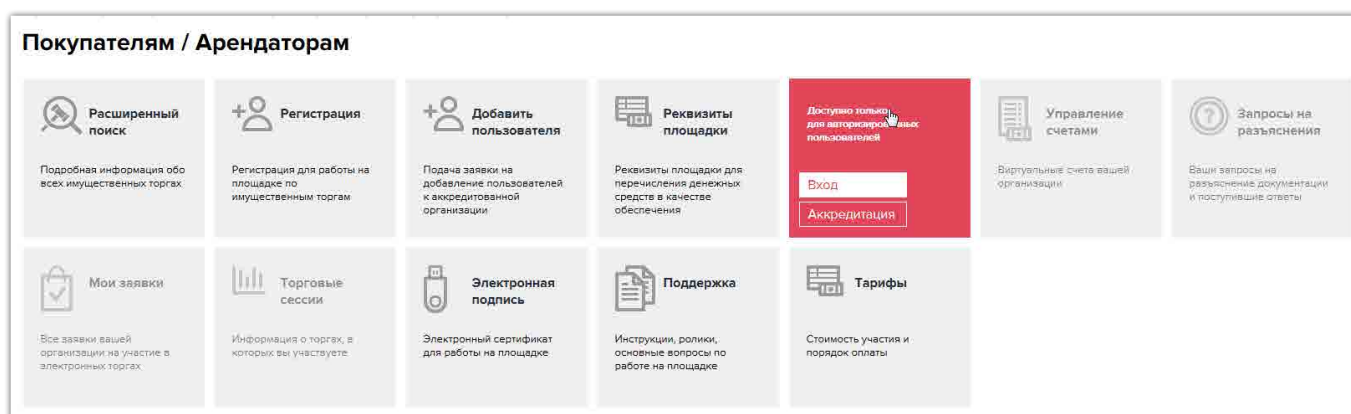 Покупателям / Арендаторам
Расширенный
поиск
Подробная информация обо
всех имущественных торгах
Регистрация
Регистрация для работы на
площадке по
имущественным торгам
Добавить
пользователя
Подача заявки на
добавление пользователей
к аккредитованной
организации
Реквизиты
площадки
Реквизиты площадки для
перечисления денежных
средств в качестве
обеспечения
Доступно только
для авторизированных
пользователей
Вход
Аккредитация
Управление
счетами
Виртуальные счета вашей
организации
Запросы на
разъяснения
Ваши запросы на
разъяснение документации
и поступившие ответы
Мои заявки
Все заявки вашей
организации на участие в
электронных торгах
Торговые
сессии
Информация о торгах, в
которых вы участвуете
Электронная
подпись
Электронный сертификат
для работы на площадке
Поддержка
Инструкции, ролики,
основные вопросы по
работе на площадке
Тарифы
Стоимость участия и
порядок оплаты